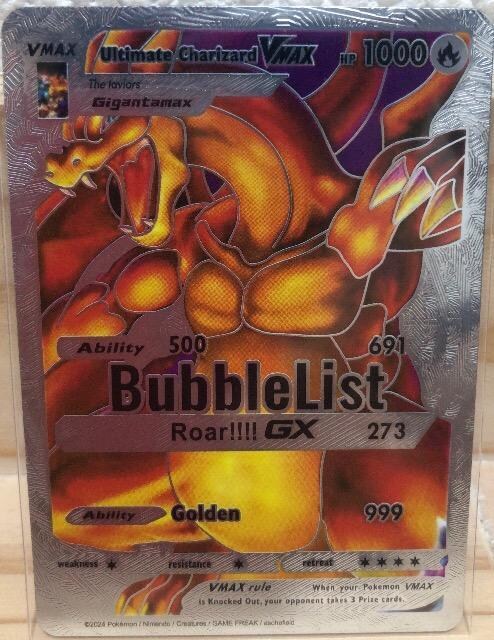 VMAX Ultimate Charizard VMAX HP 1000
The laviors
Gigantamax
Ability 500 691
BubbleList
Roar!!!! GX 273
Ability Golden 999
weakness resistance retreat
VMAX rule When your Pokemon VMAX
is Knocked Out, your opponent takes 3 Prize cards.
©2024 Pokémon / Nintendo / Creatures / GAME FREAK / aschofield